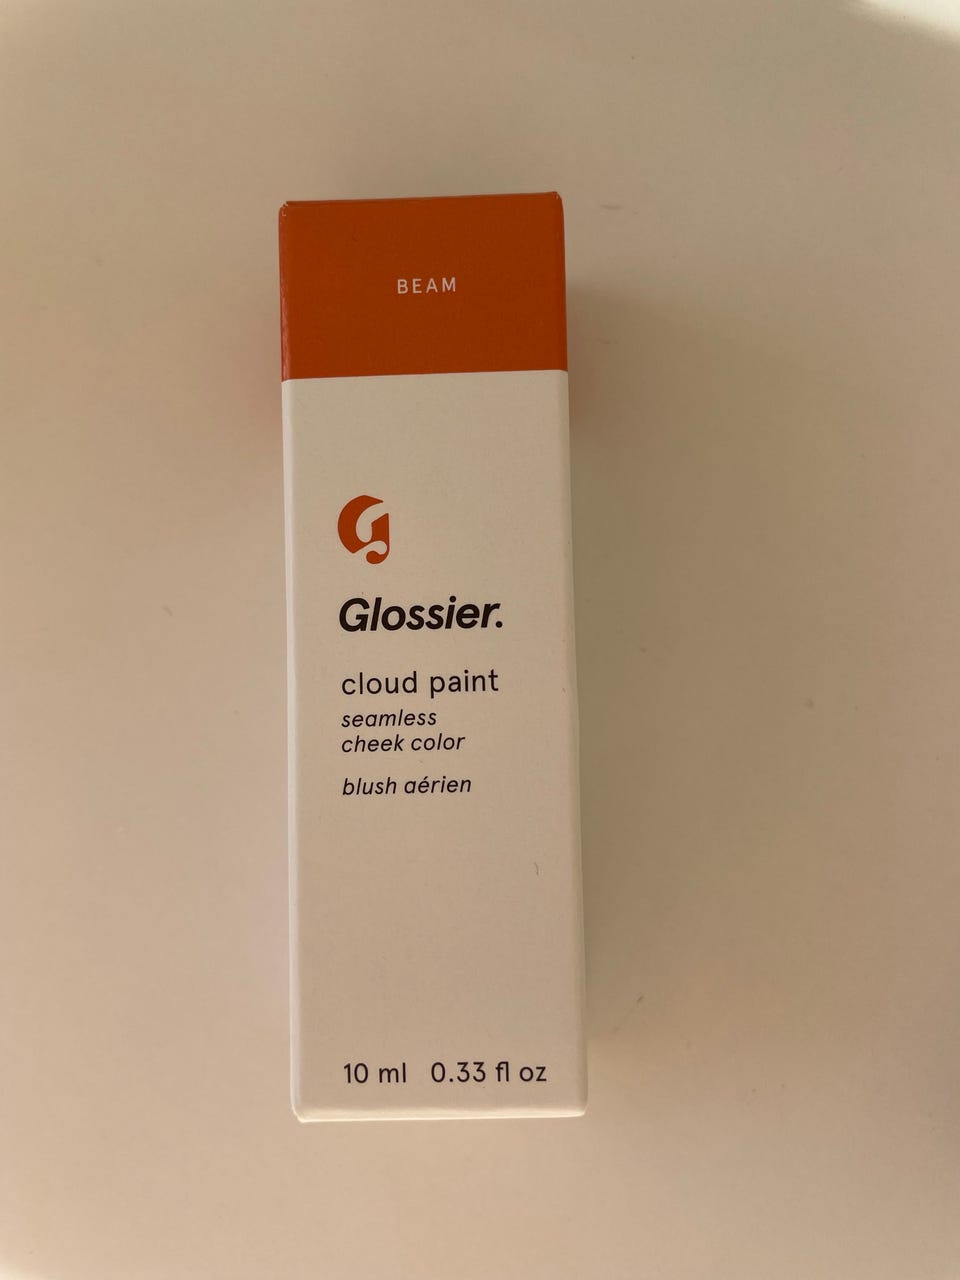 BEAM
Glossier.
cloud paint
seamless
cheek color
blush aérien
10 ml 0.33 fl oz